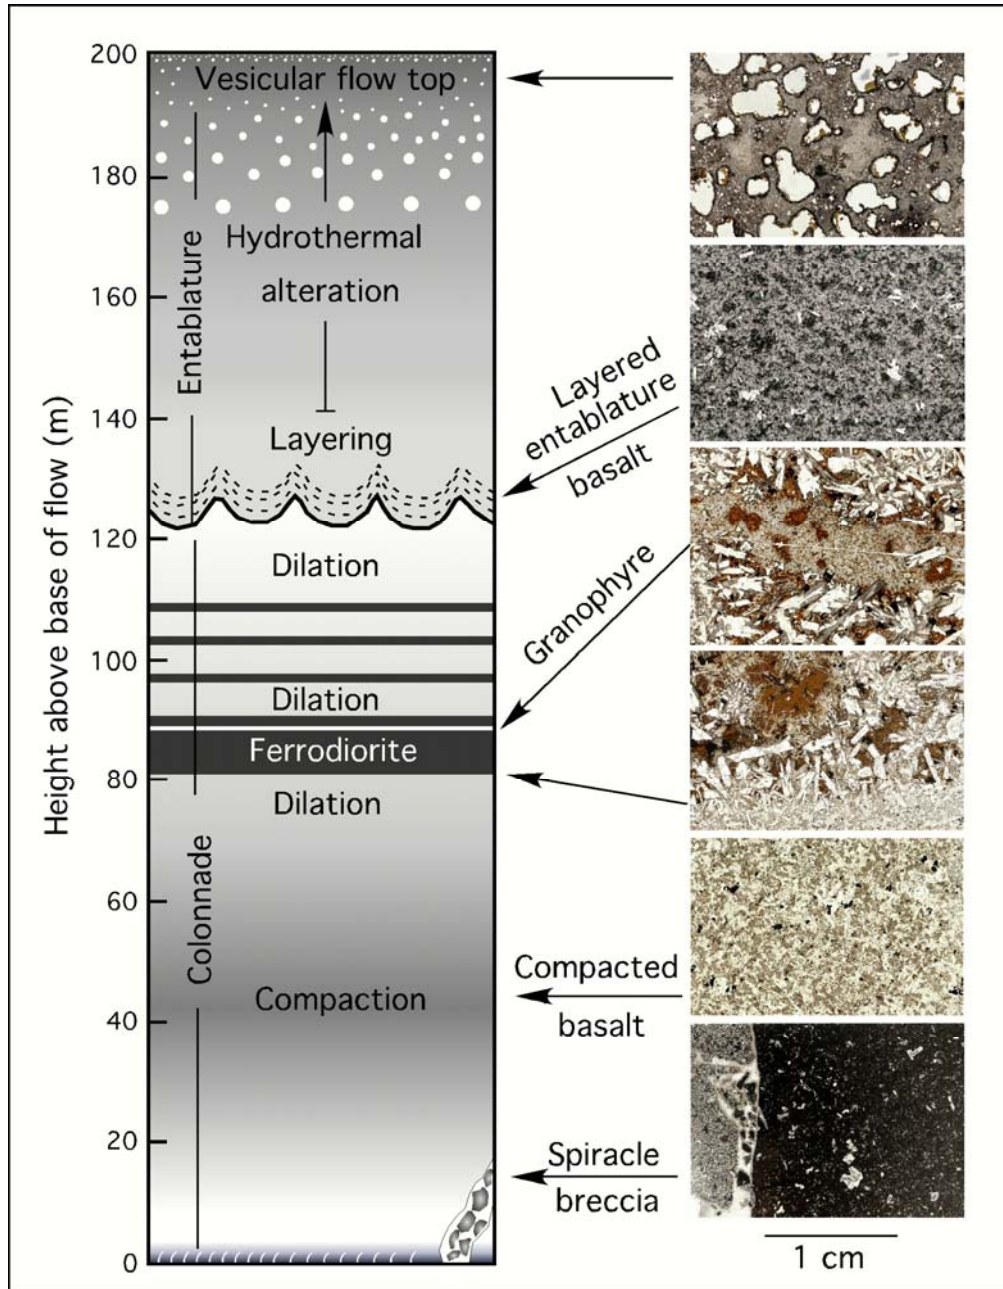 200
Vesicular flow top
180
Hydrothermal
alteration
160
Entablature
Layered
entablature
basalt
140
Layering
120
Dilation
Granophyre
100
Dilation
Ferrodiorite
80
Dilation
Height above base of flow (m)
60
Colonnade
Compaction
Compacted
basalt
40
20
Spiracle
breccia
0
1 cm